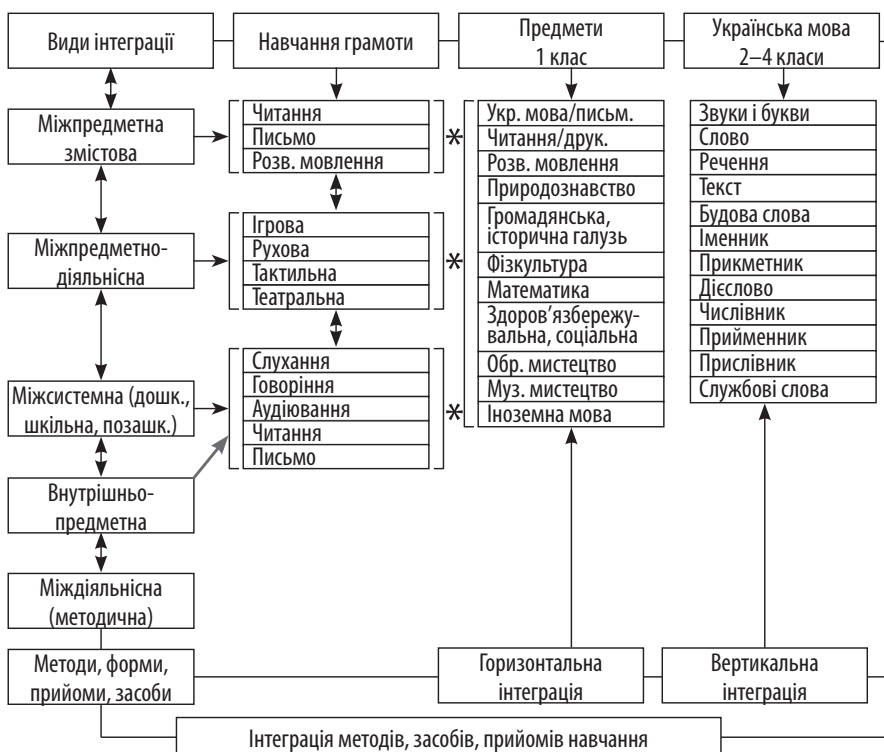 Види інтеграції
Навчання грамоти
Предмети
1 клас
Українська мова
2–4 класи
Міжпредметна
змістова
Міжпредметно-
діяльнісна
Міжсистемна (дошк.,
шкільна, позашк.)
Внутрішньо-
предметна
Міждіяльнісна
(методична)
Методи, форми,
прийоми, засоби
Читання
Письмо
Розв. мовлення
*
Ігрова
Рухова
Тактильна
Театральна
*
Слухання
Говоріння
Аудіювання
Читання
Письмо
*
Укр. мова/письм.
Читання/друк.
Розв. мовлення
Природознавство
Громадянська,
історична галузь
Фізкультура
Математика
Здоров’язбережу-
вальна, соціальна
Обр. мистецтво
Муз. мистецтво
Іноземна мова
Звуки і букви
Слово
Речення
Текст
Будова слова
Іменник
Прикметник
Дієслово
Числівник
Прийменник
Прислівник
Службові слова
Горизонтальна
інтеграція
Вертикальна
інтеграція
Інтеграція методів, засобів, прийомів навчання